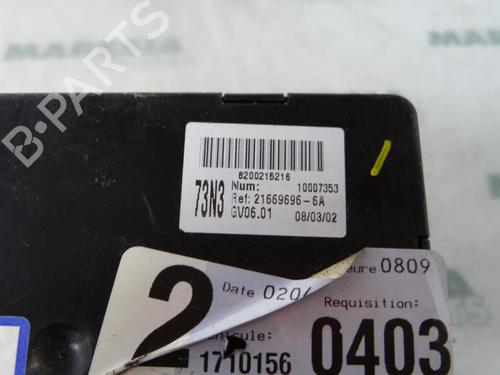 B-PARTS
8200215216
73N3 Num: 10007353
Ref: 21669696-6A
GV06.01 08/03/02
2
Date
eure 0809
Requisition:
0403
1710156